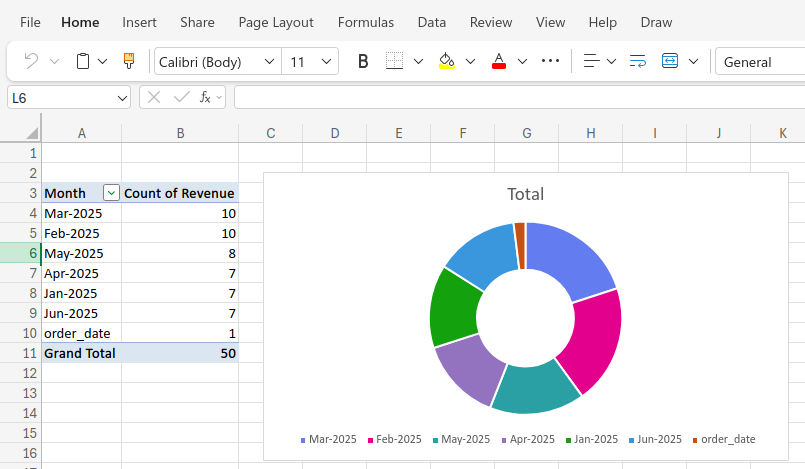 File Home Insert Share Page Layout Formulas Data Review View Help Draw
Calibri (Body) 11 B A General
L6 fx
A B C D E F G H I J K
1
2
3 Month Count of Revenue
4 Mar-2025 10
5 Feb-2025 10
6 May-2025 8
7 Apr-2025 7
8 Jan-2025 7
9 Jun-2025 7
10 order_date 1
11 Grand Total 50
12
13
14
15
16
Total
Mar-2025 Feb-2025 May-2025 Apr-2025 Jan-2025 Jun-2025 order_date